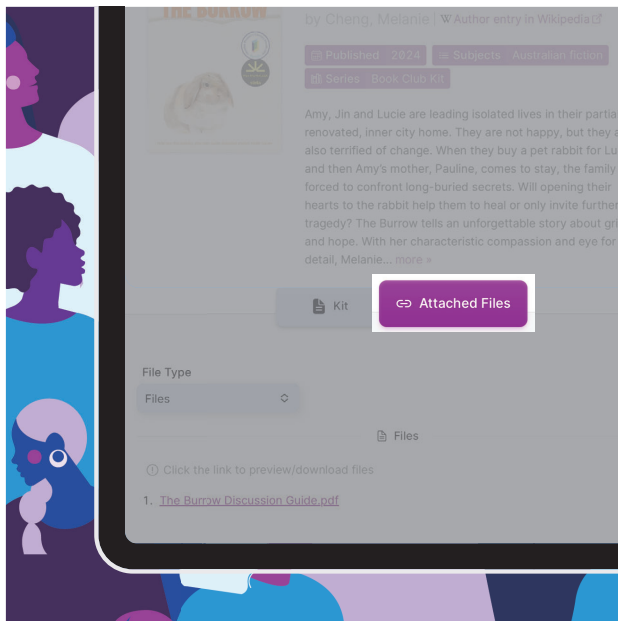 THE BURROW
by Cheng, Melanie | W Author entry in Wikipedia
Published 2024 Subjects Australian fiction
Series Book Club Kit
Amy, Jin and Lucie are leading isolated lives in their partia
renovated, inner city home. They are not happy, but they a
also terrified of change. When they buy a pet rabbit for Lu
and then Amy's mother, Pauline, comes to stay, the family
forced to confront long-buried secrets. Will opening their
hearts to the rabbit help them to heal or only invite further
tragedy? The Burrow tells an unforgettable story about gri
and hope. With her characteristic compassion and eye for
detail, Melanie... more »
Kit
Attached Files
File Type
Files
Files
Click the link to preview/download files
1. The Burrow Discussion Guide.pdf